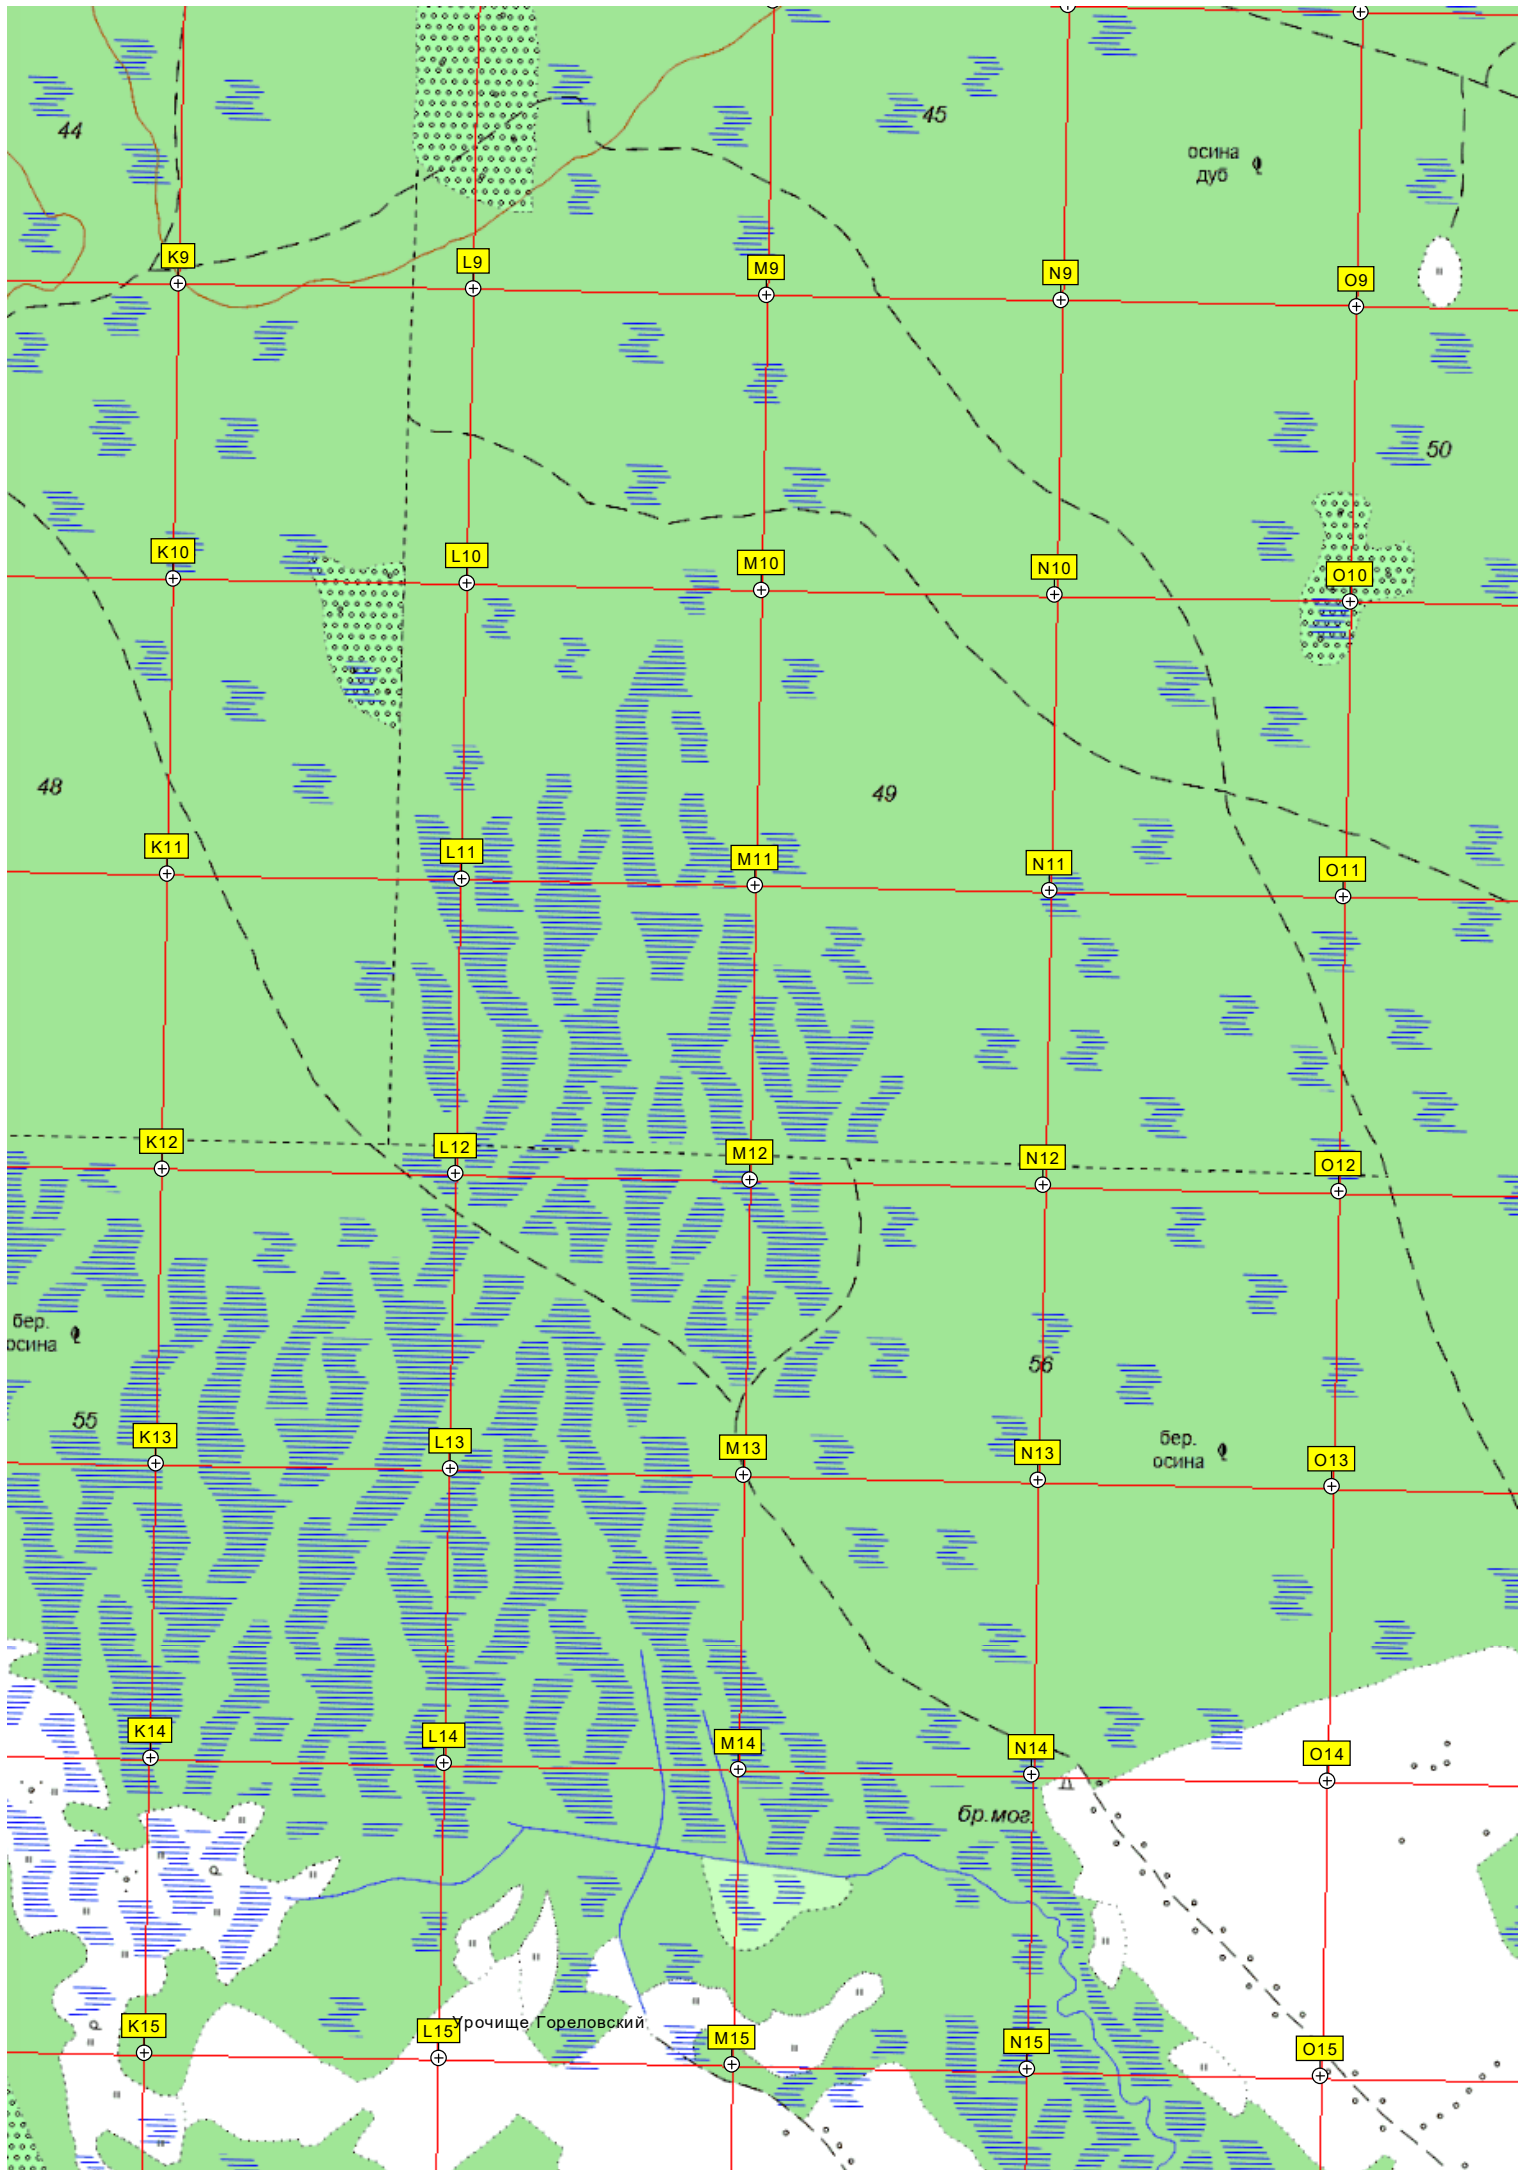 44
45
осина
дуб
K9
L9
M9
N9
O9
50
K10
L10
M10
N10
O10
48
49
K11
L11
M11
N11
O11
K12
L12
M12
N12
O12
бер.
осина
56
55
K13
L13
M13
N13
бер.
осина
O13
K14
L14
M14
N14
O14
бр.мог.
Урочище Гореловский
K15
L15
M15
N15
O15